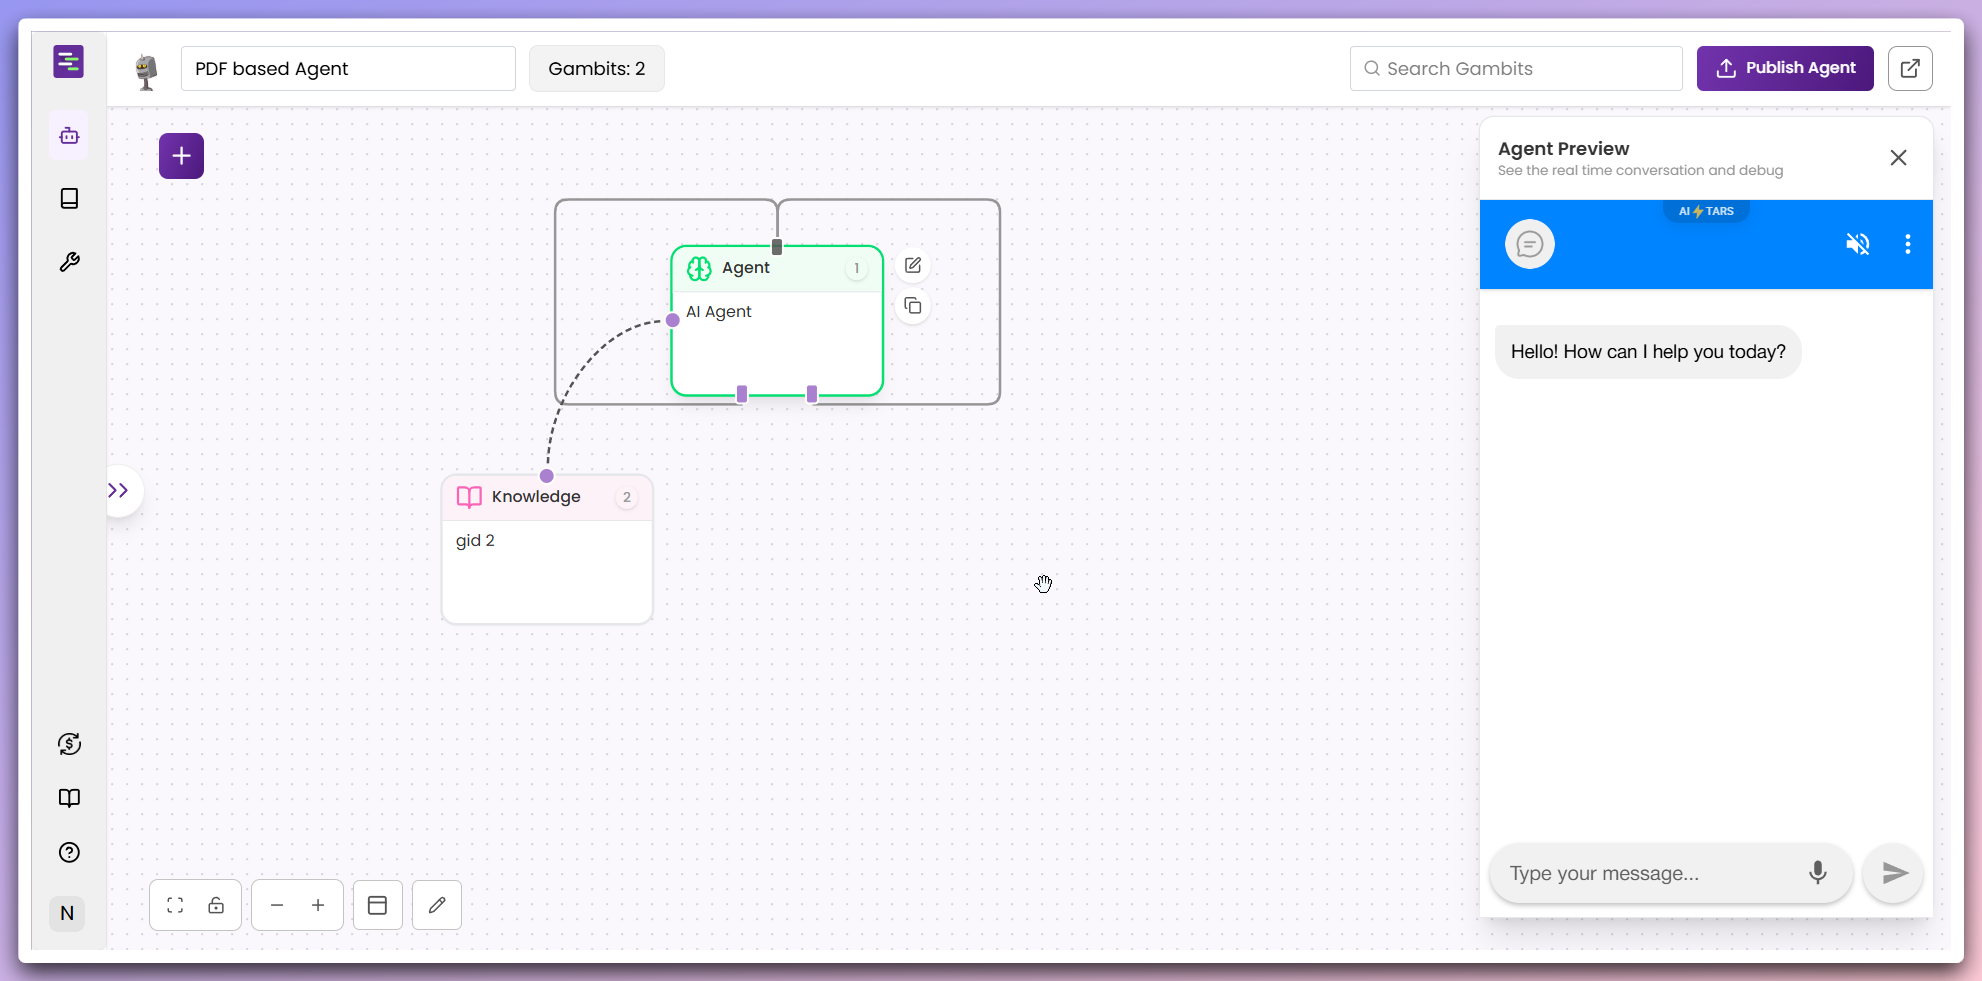 PDF based Agent
Gambits: 2
Search Gambits
Publish Agent
Agent Preview
See the real time conversation and debug
AI⚡TARS
Agent
1
AI Agent
Hello! How can I help you today?
Knowledge
2
gid 2
Type your message...
N